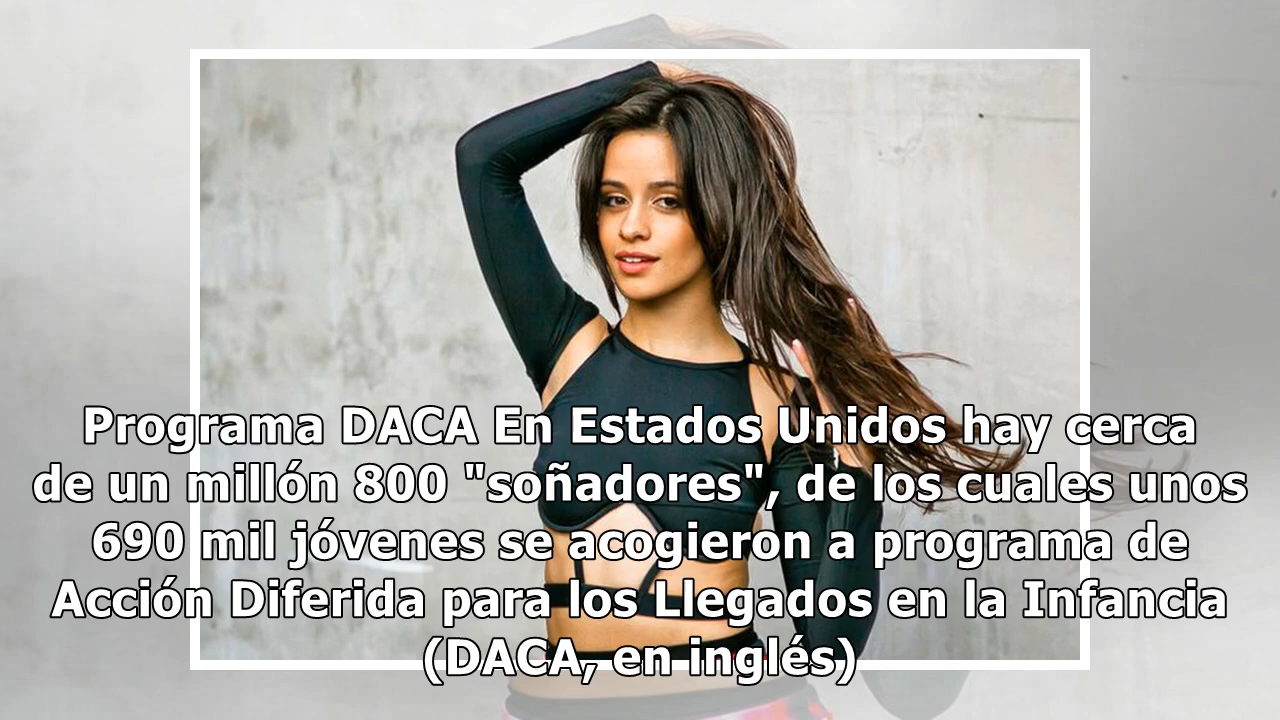 Programa DACA En Estados Unidos hay cerca
de un millón 800 "soñadores", de los cuales unos
690 mil jóvenes se acogieron a programa de
Acción Diferida para los Llegados en la Infancia
(DACA, en inglés)